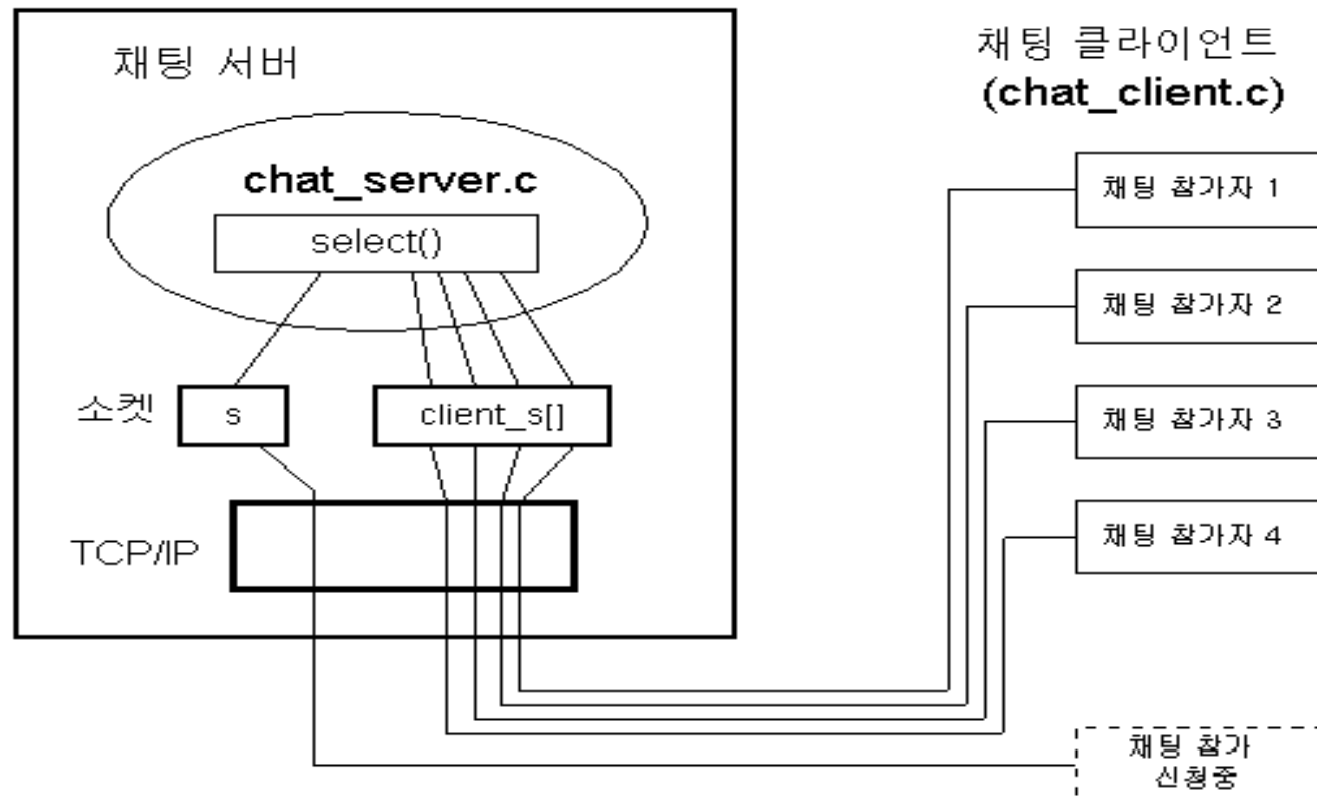 채팅 서버
chat_server.c
select()
소켓
s
client_s[]
TCP/IP
채팅 클라이언트
(chat_client.c)
채팅 참가자 1
채팅 참가자 2
채팅 참가자 3
채팅 참가자 4
채팅 참가
신청중